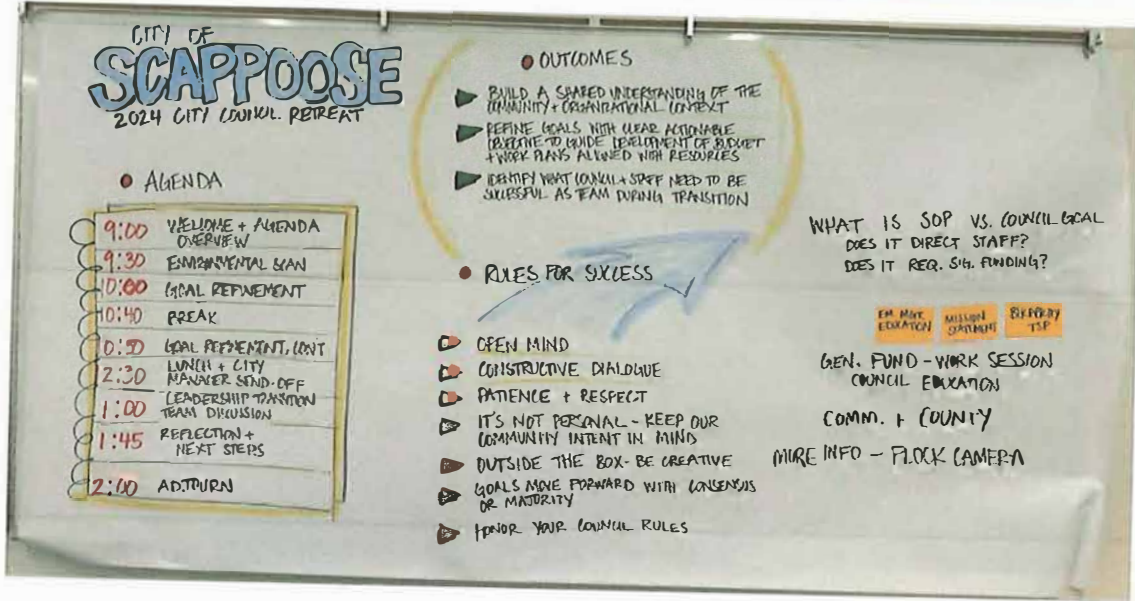 CITY OF
SCAPPOOSE
2024 CITY COUNCIL RETREAT
AGENDA
9:00 WELCOME + AGENDA
OVERVIEW
9:30 ENVIRONMENTAL SCAN
10:00 GOAL REFINEMENT
10:40 BREAK
10:50 GOAL REFINEMENT, CONT
12:30 LUNCH + CITY
MANAGER SEND-OFF
1:00 LEADERSHIP TRANSITION
TEAM DISCUSSION
1:45 REFLECTION +
NEXT STEPS
2:00 ADJOURN
OUTCOMES
BUILD A SHARED UNDERSTANDING OF THE
COMMUNITY + ORGANIZATIONAL CONTEXT
REFINE GOALS WITH CLEAR ACTIONABLE
OBJECTIVE TO GUIDE DEVELOPMENT OF BUDGET
+ WORK PLANS ALIGNED WITH RESOURCES
IDENTIFY WHAT COUNCIL + STAFF NEED TO BE
SUCCESSFUL AS TEAM DURING TRANSITION
RULES FOR SUCCESS
OPEN MIND
CONSTRUCTIVE DIALOGUE
PATIENCE + RESPECT
IT'S NOT PERSONAL - KEEP OUR
COMMUNITY INTENT IN MIND
OUTSIDE THE BOX - BE CREATIVE
GOALS MOVE FORWARD WITH CONSENSUS
OR MAJORITY
HONOR YOUR COUNCIL RULES
WHAT IS SOP VS. COUNCIL GOAL
DOES IT DIRECT STAFF?
DOES IT REQ. SIG. FUNDING?
EDUCATION
MISSION
STATEMENT
TSP
GEN. FUND - WORK SESSION
COUNCIL EDUCATION
COMM. + COUNTY
MORE INFO - FLOCK CAMERA